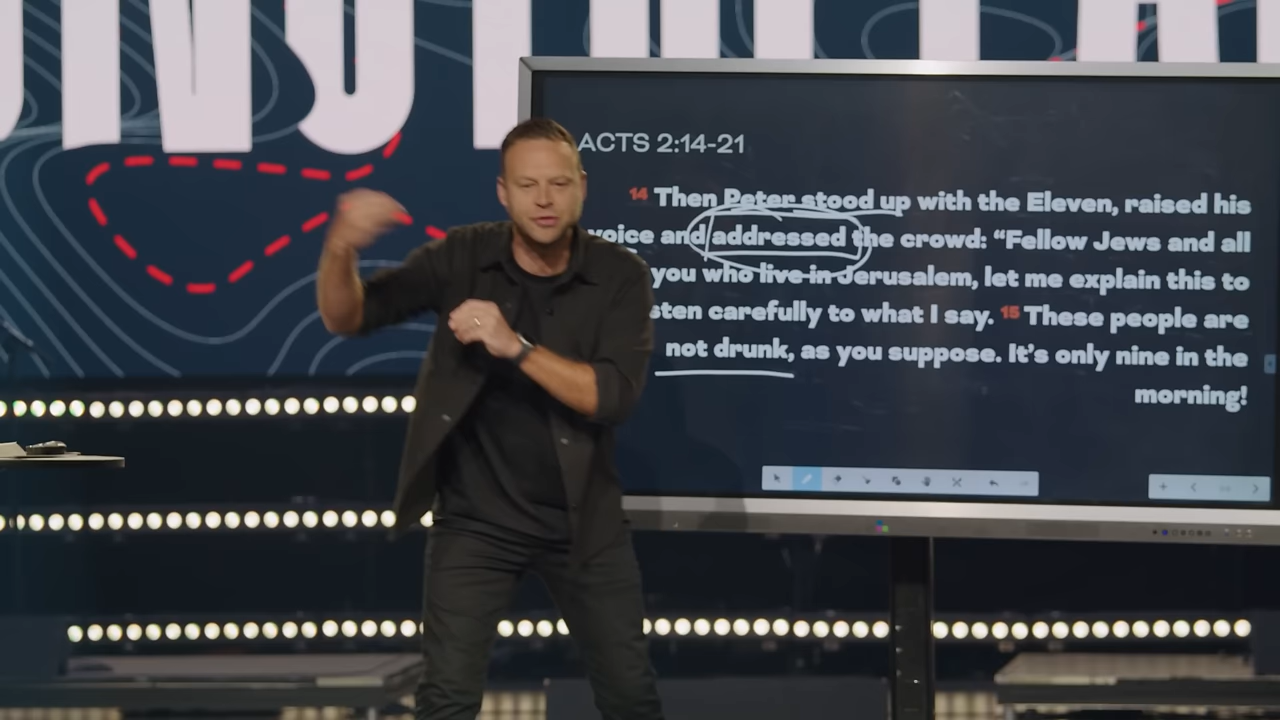 ACTS 2:14-21
14 Then Peter stood up with the Eleven, raised his
voice and addressed the crowd: “Fellow Jews and all
you who live in Jerusalem, let me explain this to
sten carefully to what I say. 15 These people are
not drunk, as you suppose. It’s only nine in the
morning!